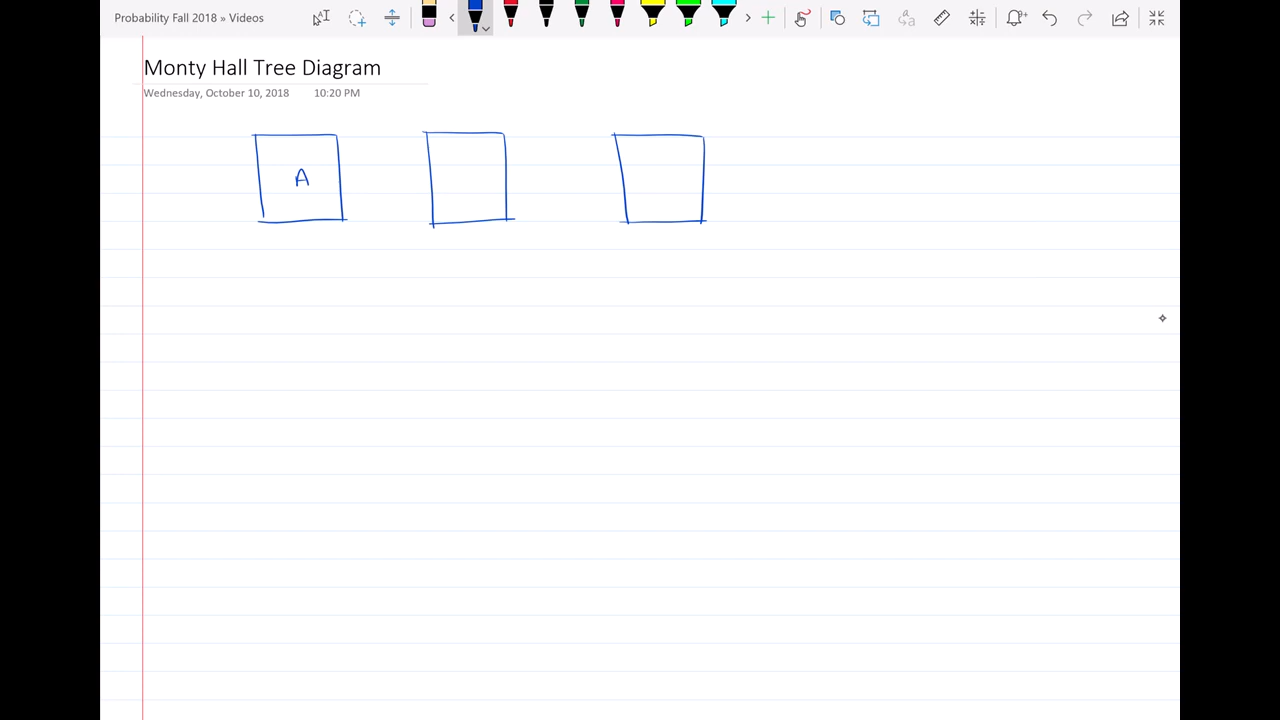 Probability Fall 2018 » Videos
Monty Hall Tree Diagram
Wednesday, October 10, 2018 10:20 PM
A